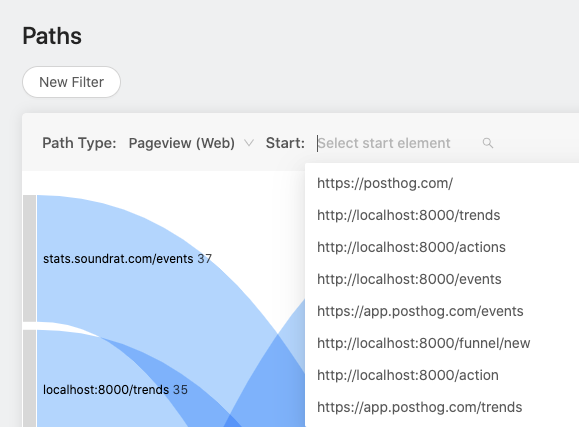 Paths
New Filter
Path Type: Pageview (Web) Start: Select start element
https://posthog.com/
http://localhost:8000/trends
http://localhost:8000/actions
stats.soundrat.com/events 37
http://localhost:8000/events
https://app.posthog.com/events
http://localhost:8000/funnel/new
http://localhost:8000/action
localhost:8000/trends 35
https://app.posthog.com/trends